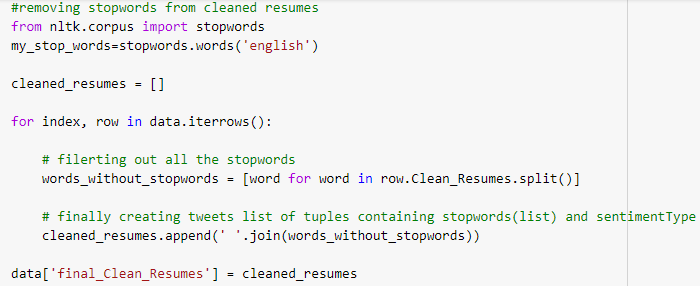 #removing stopwords from cleaned resumes
from nltk.corpus import stopwords
my_stop_words=stopwords.words('english')
cleaned_resumes = []
for index, row in data.iterrows():
# filerting out all the stopwords
words_without_stopwords = [word for word in row.Clean_Resumes.split()]
# finally creating tweets list of tuples containing stopwords(list) and sentimentType
cleaned_resumes.append(' '.join(words_without_stopwords))
data['final_Clean_Resumes'] = cleaned_resumes